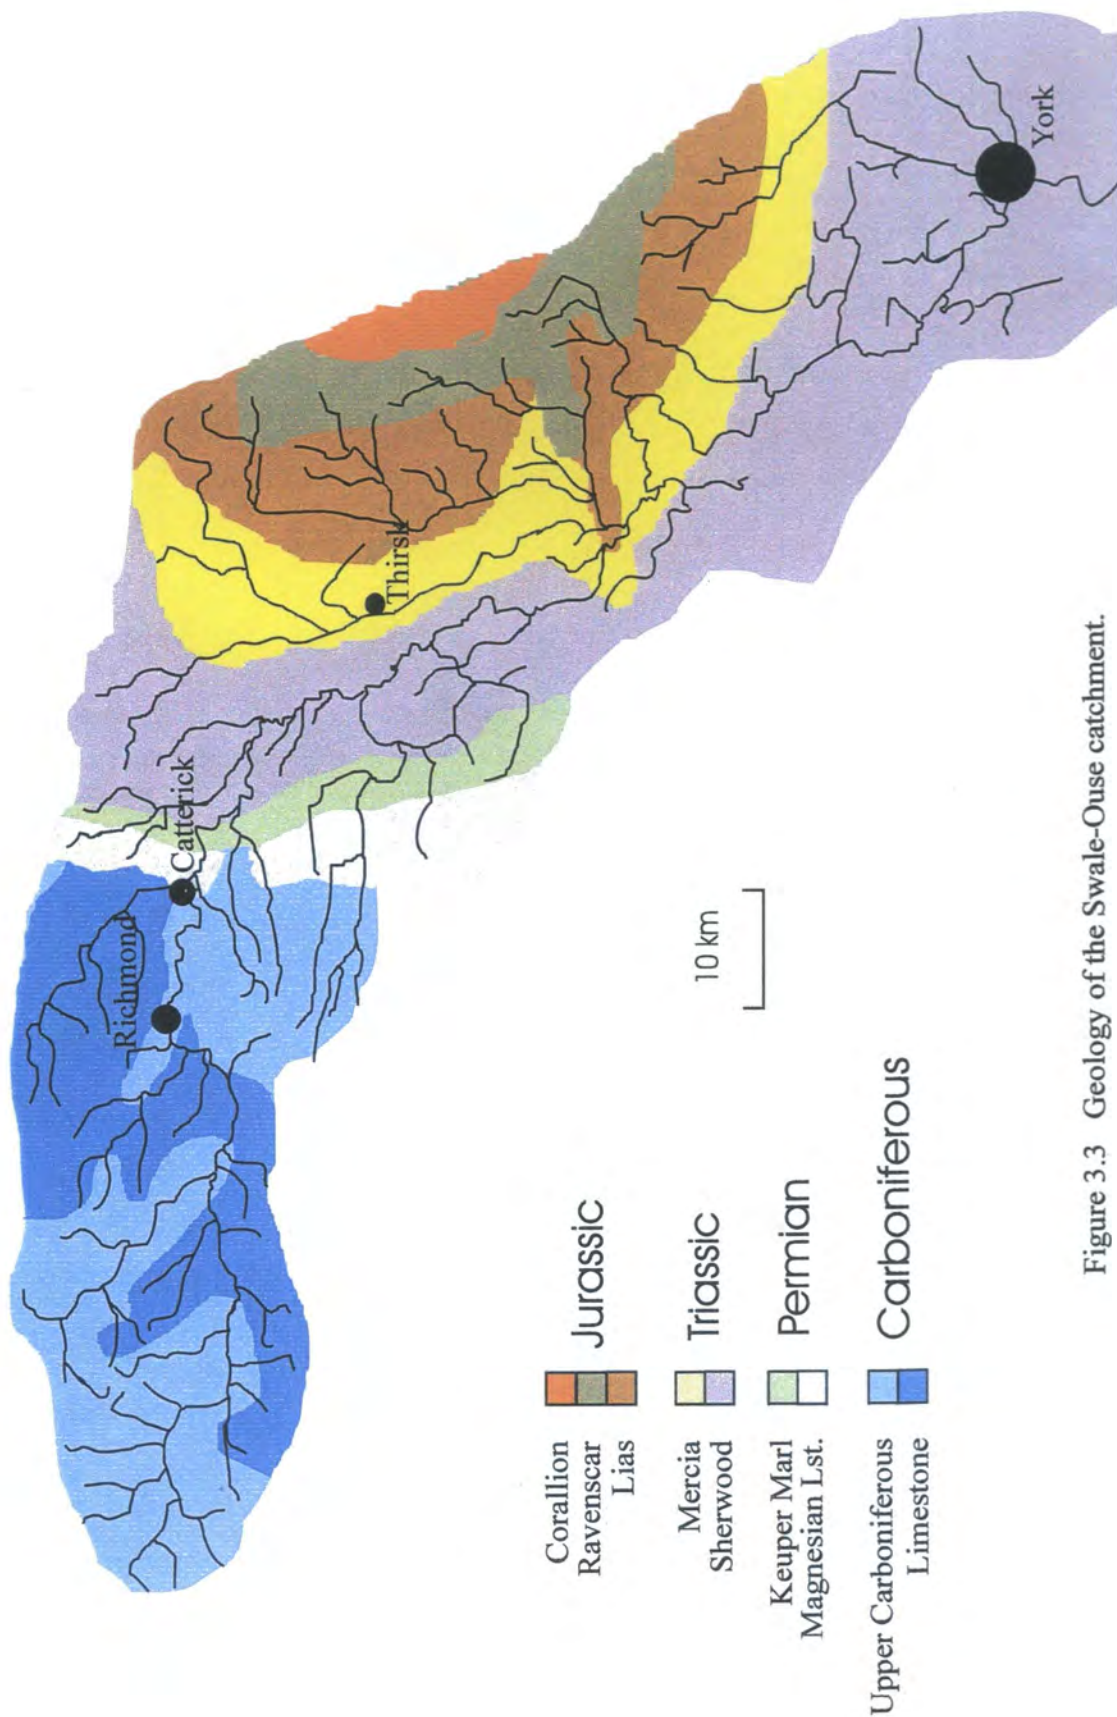 Richmond
Catterick
Thirsk
York
10 km
Corallion
Ravenscar
Lias
Jurassic
Mercia
Sherwood
Triassic
Keuper Marl
Magnesian Lst.
Permian
Upper Carboniferous
Limestone
Carboniferous
Figure 3.3 Geology of the Swale-Ouse catchment.